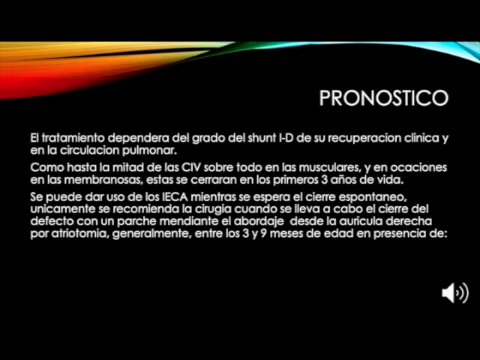 PRONOSTICO
El tratamiento dependera del grado del shunt I-D de su recuperacion clinica y
en la circulacion pulmonar.
Como hasta la mitad de las CIV sobre todo en las musculares, y en ocaciones
en las membranosas, estas se cerraran en los primeros 3 años de vida.
Se puede dar uso de los IECA mientras se espera el cierre espontaneo,
unicamente se recomienda la cirugia cuando se lleva a cabo el cierre del
defecto con un parche mendiante el abordaje desde la auricula derecha
por atriotomia, generalmente, entre los 3 y 9 meses de edad en presencia de: